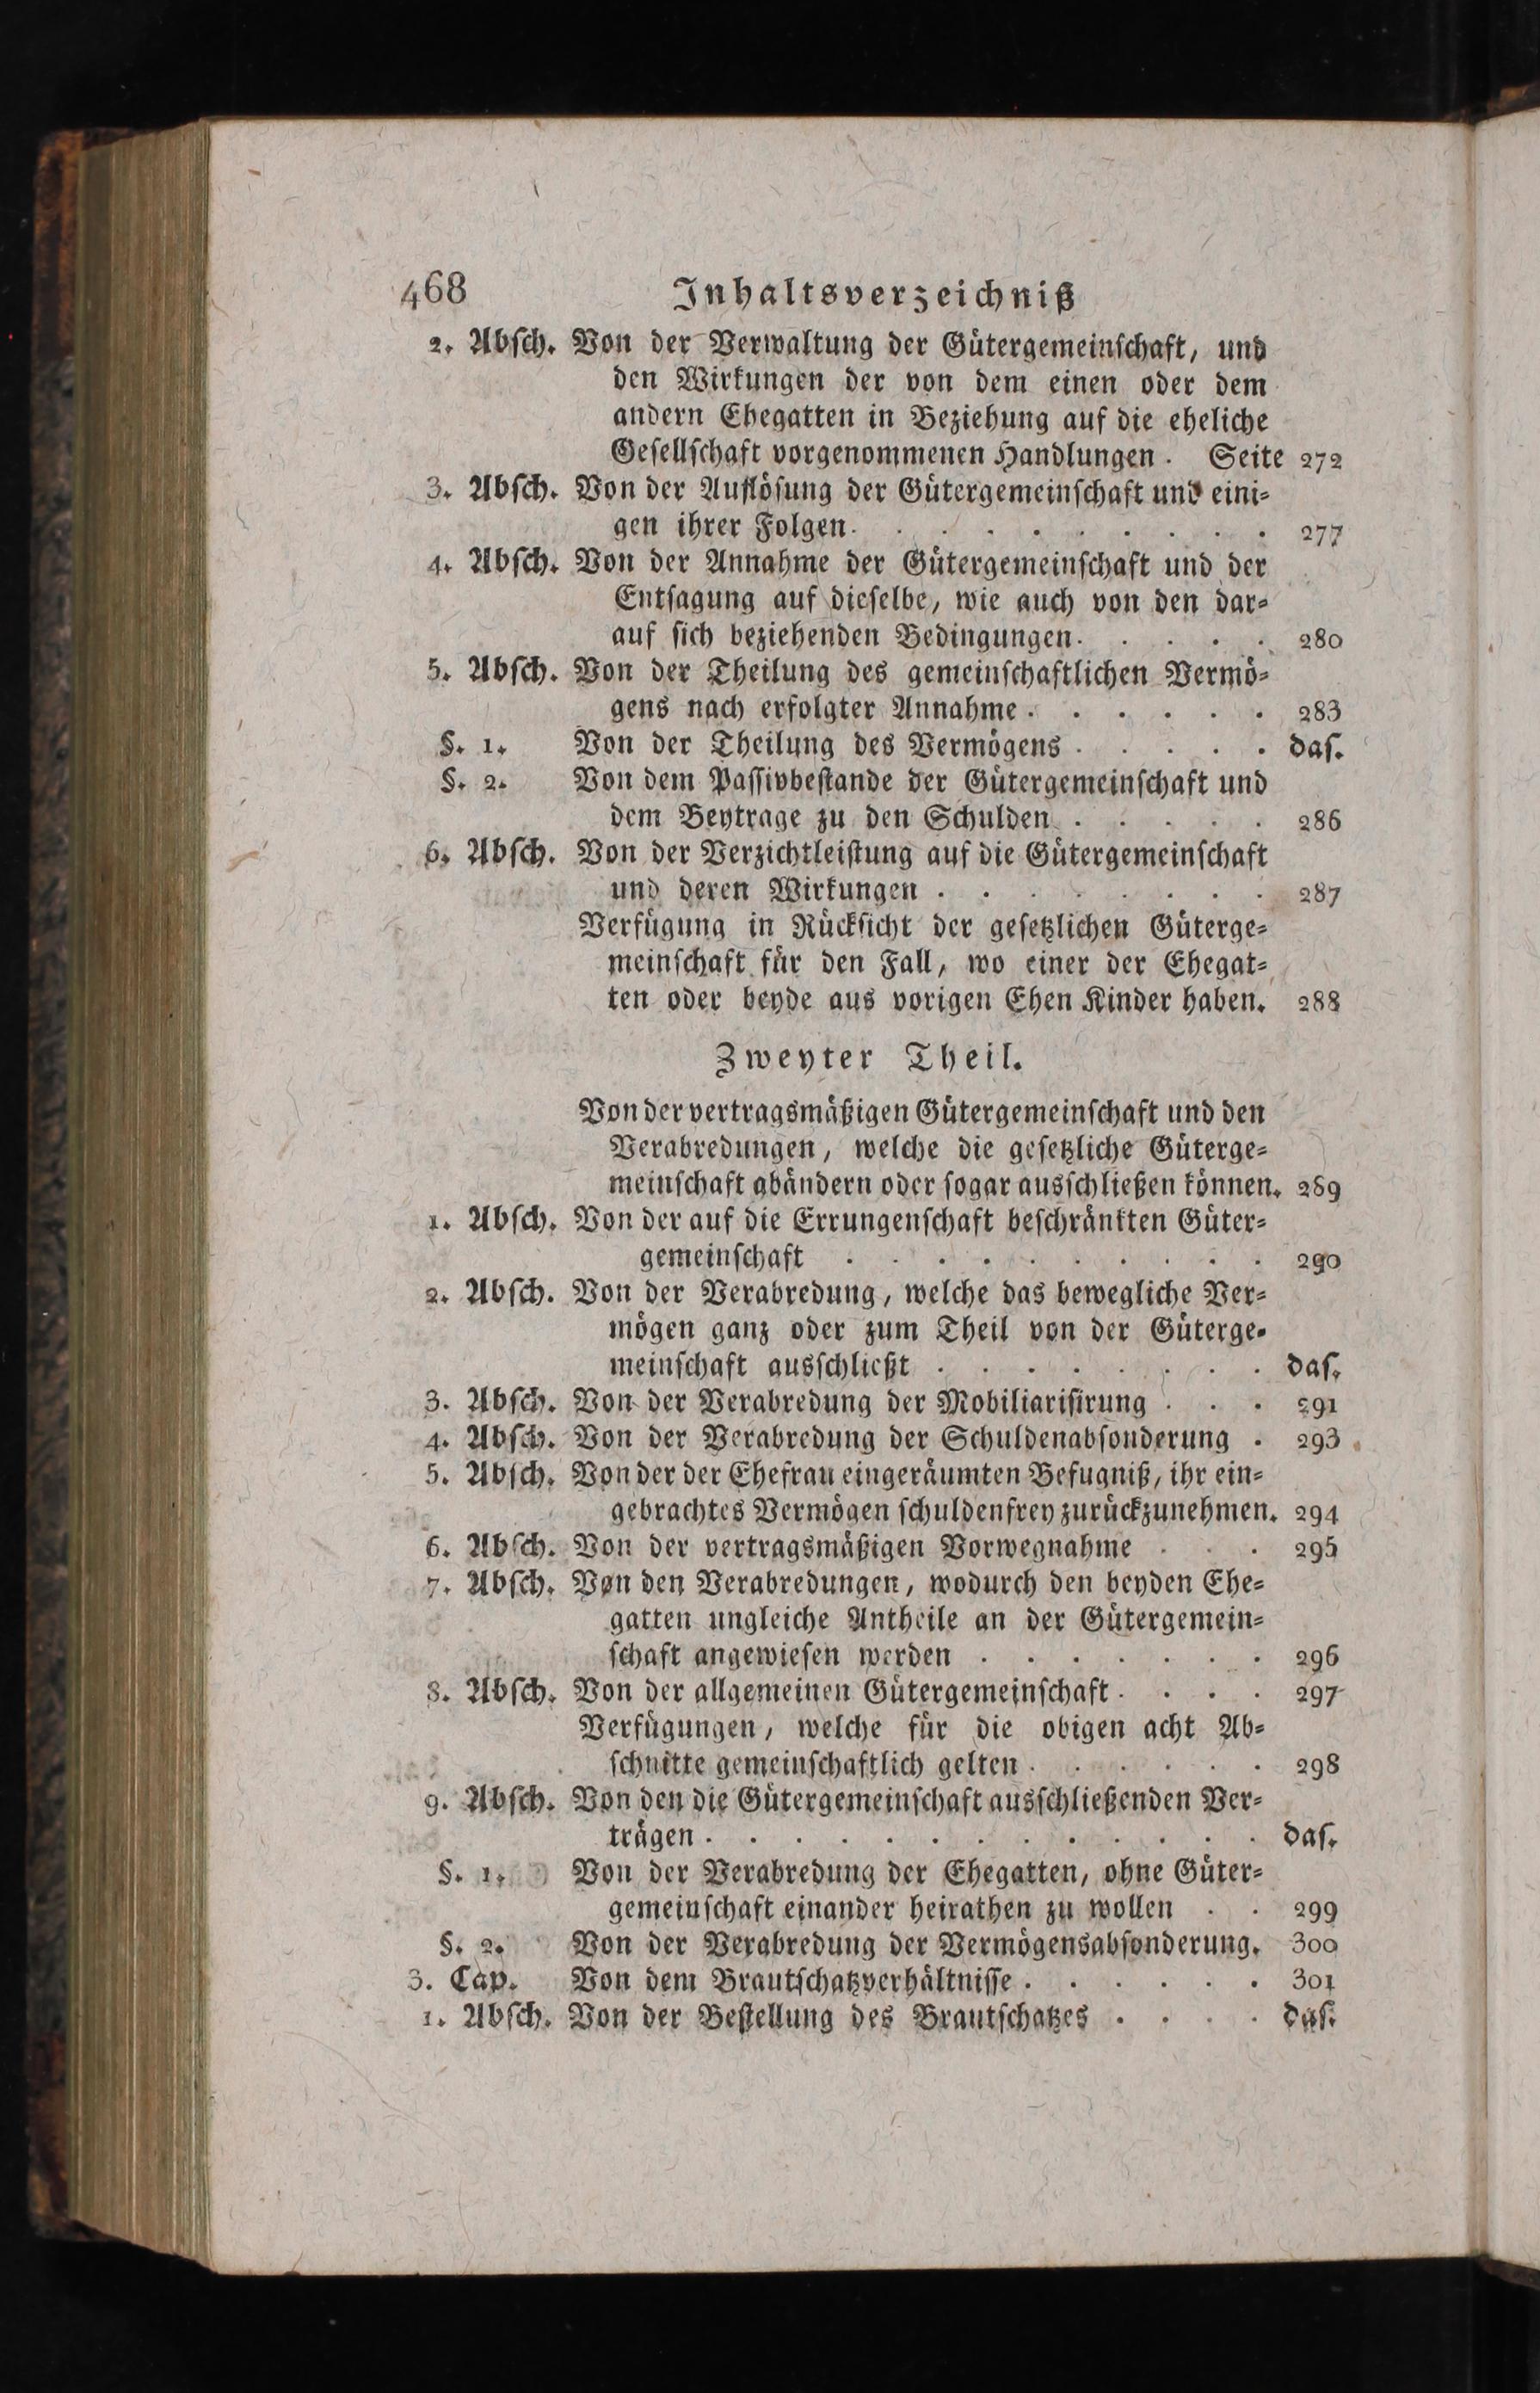 468 Inhaltsverzeichniß
2. Abſch. Von der Verwaltung der Gütergemeinſchaft, und
den Wirkungen der von dem einen oder dem
andern Ehegatten in Beziehung auf die eheliche
Geſellſchaft vorgenommenen Handlungen . Seite 272
3. Abſch. Von der Auflöſung der Gütergemeinſchaft und eini⸗
gen ihrer Folgen . . . . . . . . . . 277
4. Abſch. Von der Annahme der Gütergemeinſchaft und der
Entſagung auf dieſelbe, wie auch von den dar⸗
auf ſich beziehenden Bedingungen . . . . . 280
5. Abſch. Von der Theilung des gemeinſchaftlichen Vermö⸗
gens nach erfolgter Annahme . . . . . . 283
§. 1. Von der Theilung des Vermögens . . . . . daſ.
§. 2. Von dem Paſſivbeſtande der Gütergemeinſchaft und
dem Beytrage zu den Schulden . . . . . 286
6. Abſch. Von der Verzichtleiſtung auf die Gütergemeinſchaft
und deren Wirkungen . . . . . . . . 287
Verfügung in Rückſicht der geſetzlichen Güterge⸗
meinſchaft für den Fall, wo einer der Ehegat⸗
ten oder beyde aus vorigen Ehen Kinder haben. 288
Zweyter Theil.
Von der vertragsmäßigen Gütergemeinſchaft und den
Verabredungen, welche die geſetzliche Güterge⸗
meinſchaft abändern oder ſogar ausſchließen können. 289
1. Abſch. Von der auf die Errungenſchaft beſchränkten Güter⸗
gemeinſchaft . . . . . . . . . . 290
2. Abſch. Von der Verabredung, welche das bewegliche Ver⸗
mögen ganz oder zum Theil von der Güterge⸗
meinſchaft ausſchließt . . . . . . . . daſ.
3. Abſch. Von der Verabredung der Mobiliariſirung . . . 291
4. Abſch. Von der Verabredung der Schuldenabſonderung . 293
5. Abſch. Von der der Ehefrau eingeräumten Befugniß, ihr ein⸗
gebrachtes Vermögen ſchuldenfrey zurückzunehmen. 294
6. Abſch. Von der vertragsmäßigen Vorwegnahme . . . 295
7. Abſch. Von den Verabredungen, wodurch den beyden Ehe⸗
gatten ungleiche Antheile an der Gütergemein⸗
ſchaft angewieſen werden . . . . . . . 296
8. Abſch. Von der allgemeinen Gütergemeinſchaft . . . . 297
Verfügungen, welche für die obigen acht Ab⸗
ſchnitte gemeinſchaftlich gelten . . . . . . 298
9. Abſch. Von den die Gütergemeinſchaft ausſchließenden Ver⸗
trägen . . . . . . . . . . . . . daſ.
§. 1. Von der Verabredung der Ehegatten, ohne Güter⸗
gemeinſchaft einander heirathen zu wollen . . 299
§. 2. Von der Verabredung der Vermögensabſonderung. 300
3. Cap. Von dem Brautſchatzverhältniſſe . . . . . . 301
1. Abſch. Von der Beſtellung des Brautſchatzes . . . . daſ.